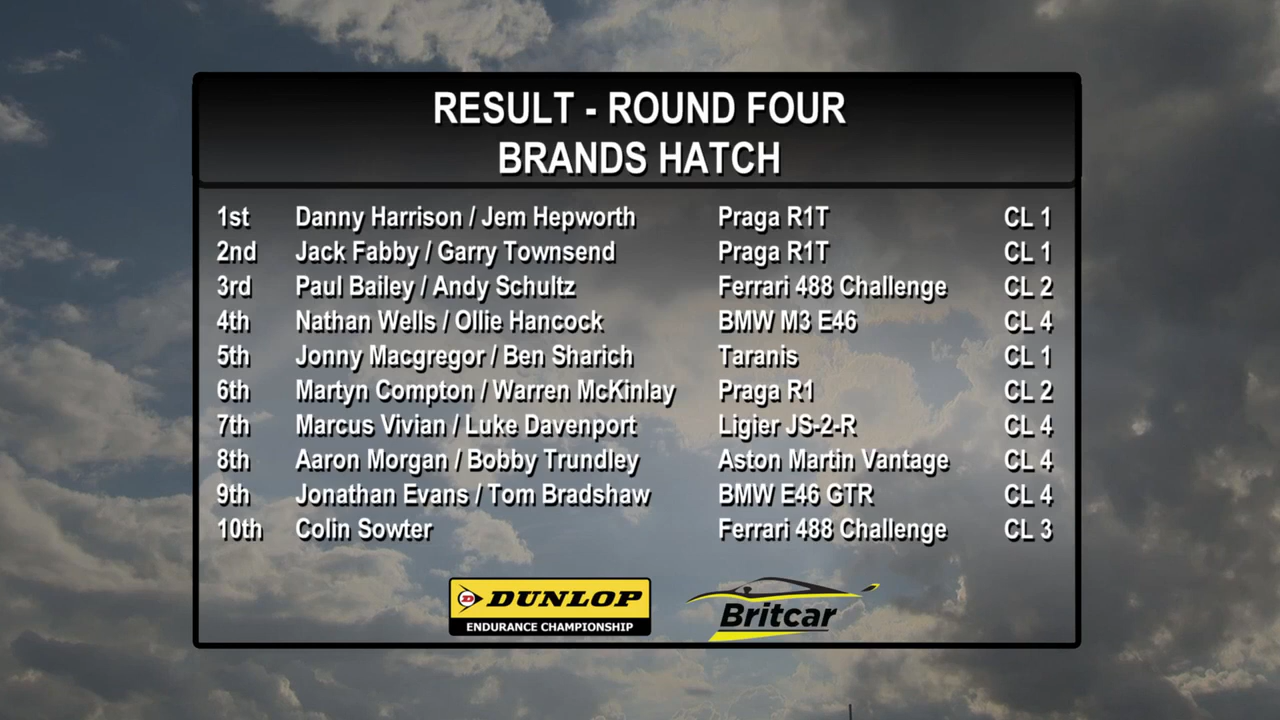 RESULT - ROUND FOUR
BRANDS HATCH
1st Danny Harrison / Jem Hepworth Praga R1T CL 1
2nd Jack Fabby / Garry Townsend Praga R1T CL 1
3rd Paul Bailey / Andy Schultz Ferrari 488 Challenge CL 2
4th Nathan Wells / Ollie Hancock BMW M3 E46 CL 4
5th Jonny Macgregor / Ben Sharich Taranis CL 1
6th Martyn Compton / Warren McKinlay Praga R1 CL 2
7th Marcus Vivian / Luke Davenport Ligier JS-2-R CL 4
8th Aaron Morgan / Bobby Trundley Aston Martin Vantage CL 4
9th Jonathan Evans / Tom Bradshaw BMW E46 GTR CL 4
10th Colin Sowter Ferrari 488 Challenge CL 3
D DUNLOP
ENDURANCE CHAMPIONSHIP
Britcar